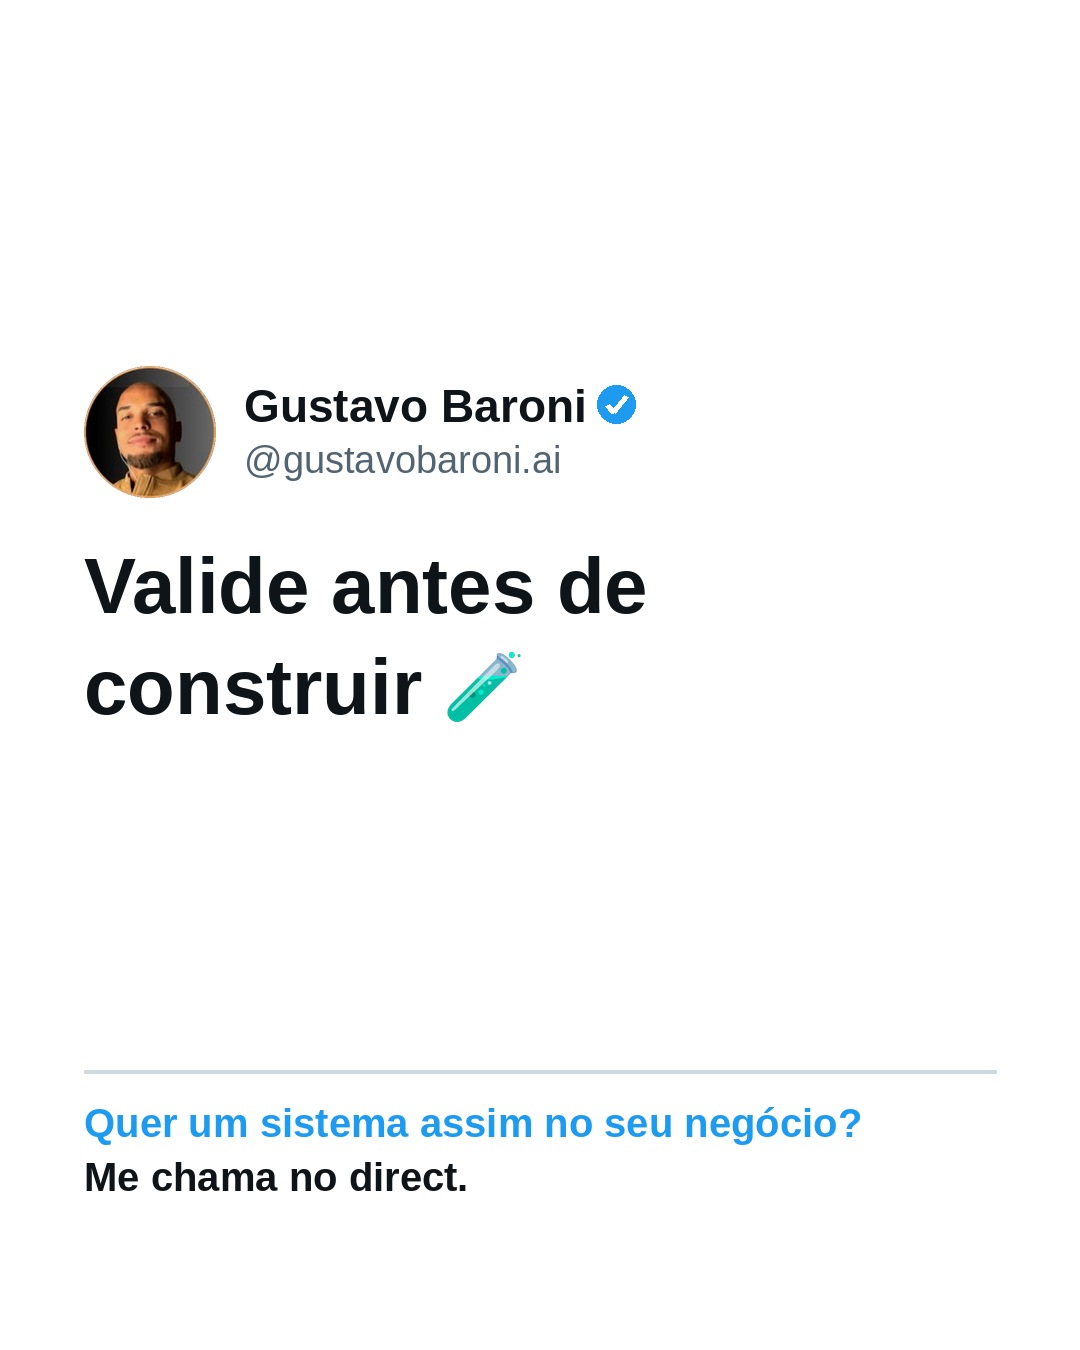 Gustavo Baroni
@gustavobaroni.ai
Valide antes de
construir 🧪
Quer um sistema assim no seu negócio?
Me chama no direct.